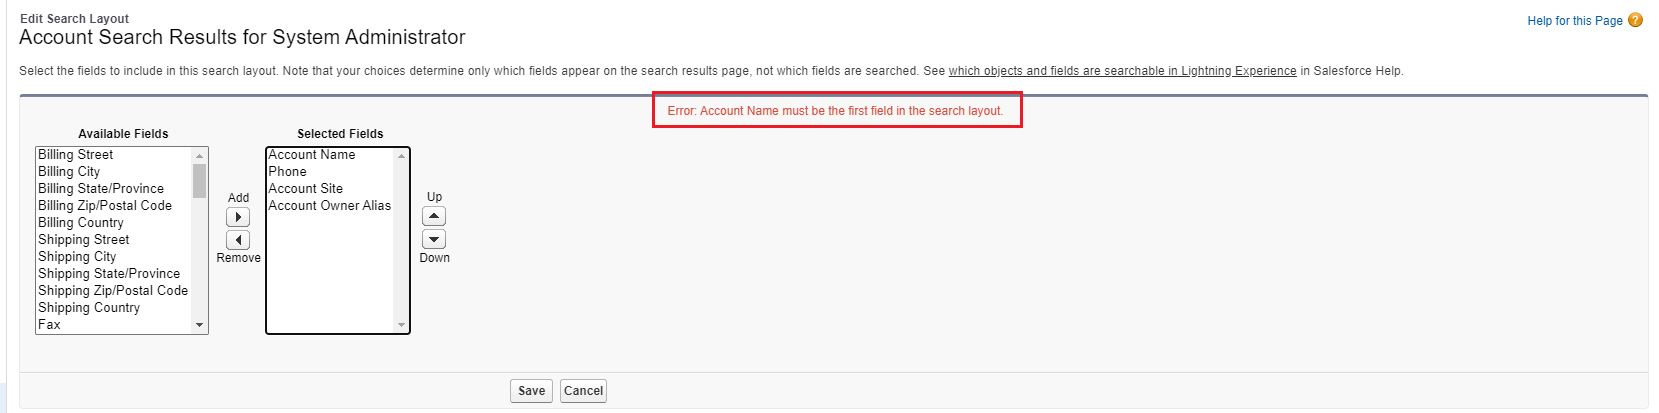 Edit Search Layout
Help for this Page ?
Account Search Results for System Administrator
Select the fields to include in this search layout. Note that your choices determine only which fields appear on the search results page, not which fields are searched. See which objects and fields are searchable in Lightning Experience in Salesforce Help.
Error: Account Name must be the first field in the search layout.
Available Fields
Billing Street
Billing City
Billing State/Province
Billing Zip/Postal Code
Billing Country
Shipping Street
Shipping City
Shipping State/Province
Shipping Zip/Postal Code
Shipping Country
Fax
Add
Remove
Selected Fields
Account Name
Phone
Account Site
Account Owner Alias
Up
Down
Save
Cancel